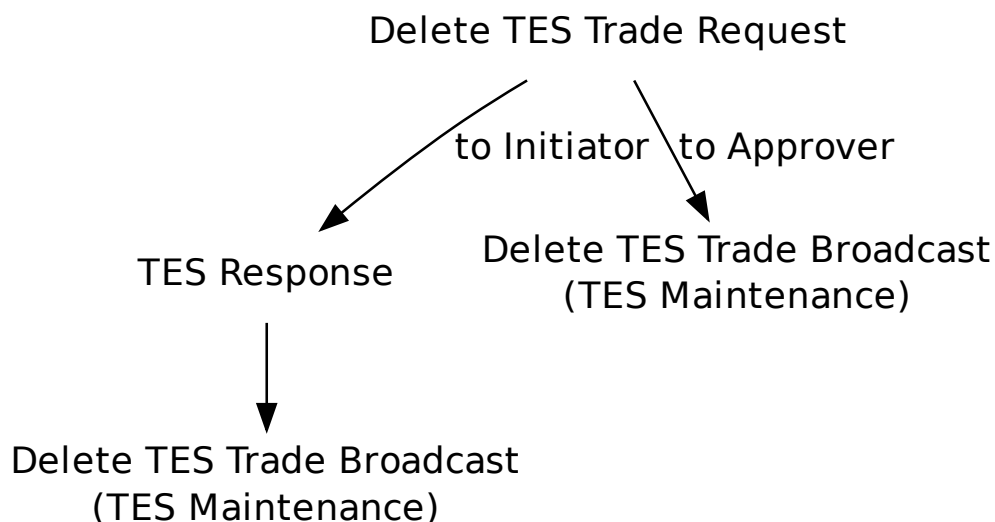 Delete TES Trade Request
to Initiator
to Approver
TES Response
Delete TES Trade Broadcast
(TES Maintenance)
Delete TES Trade Broadcast
(TES Maintenance)